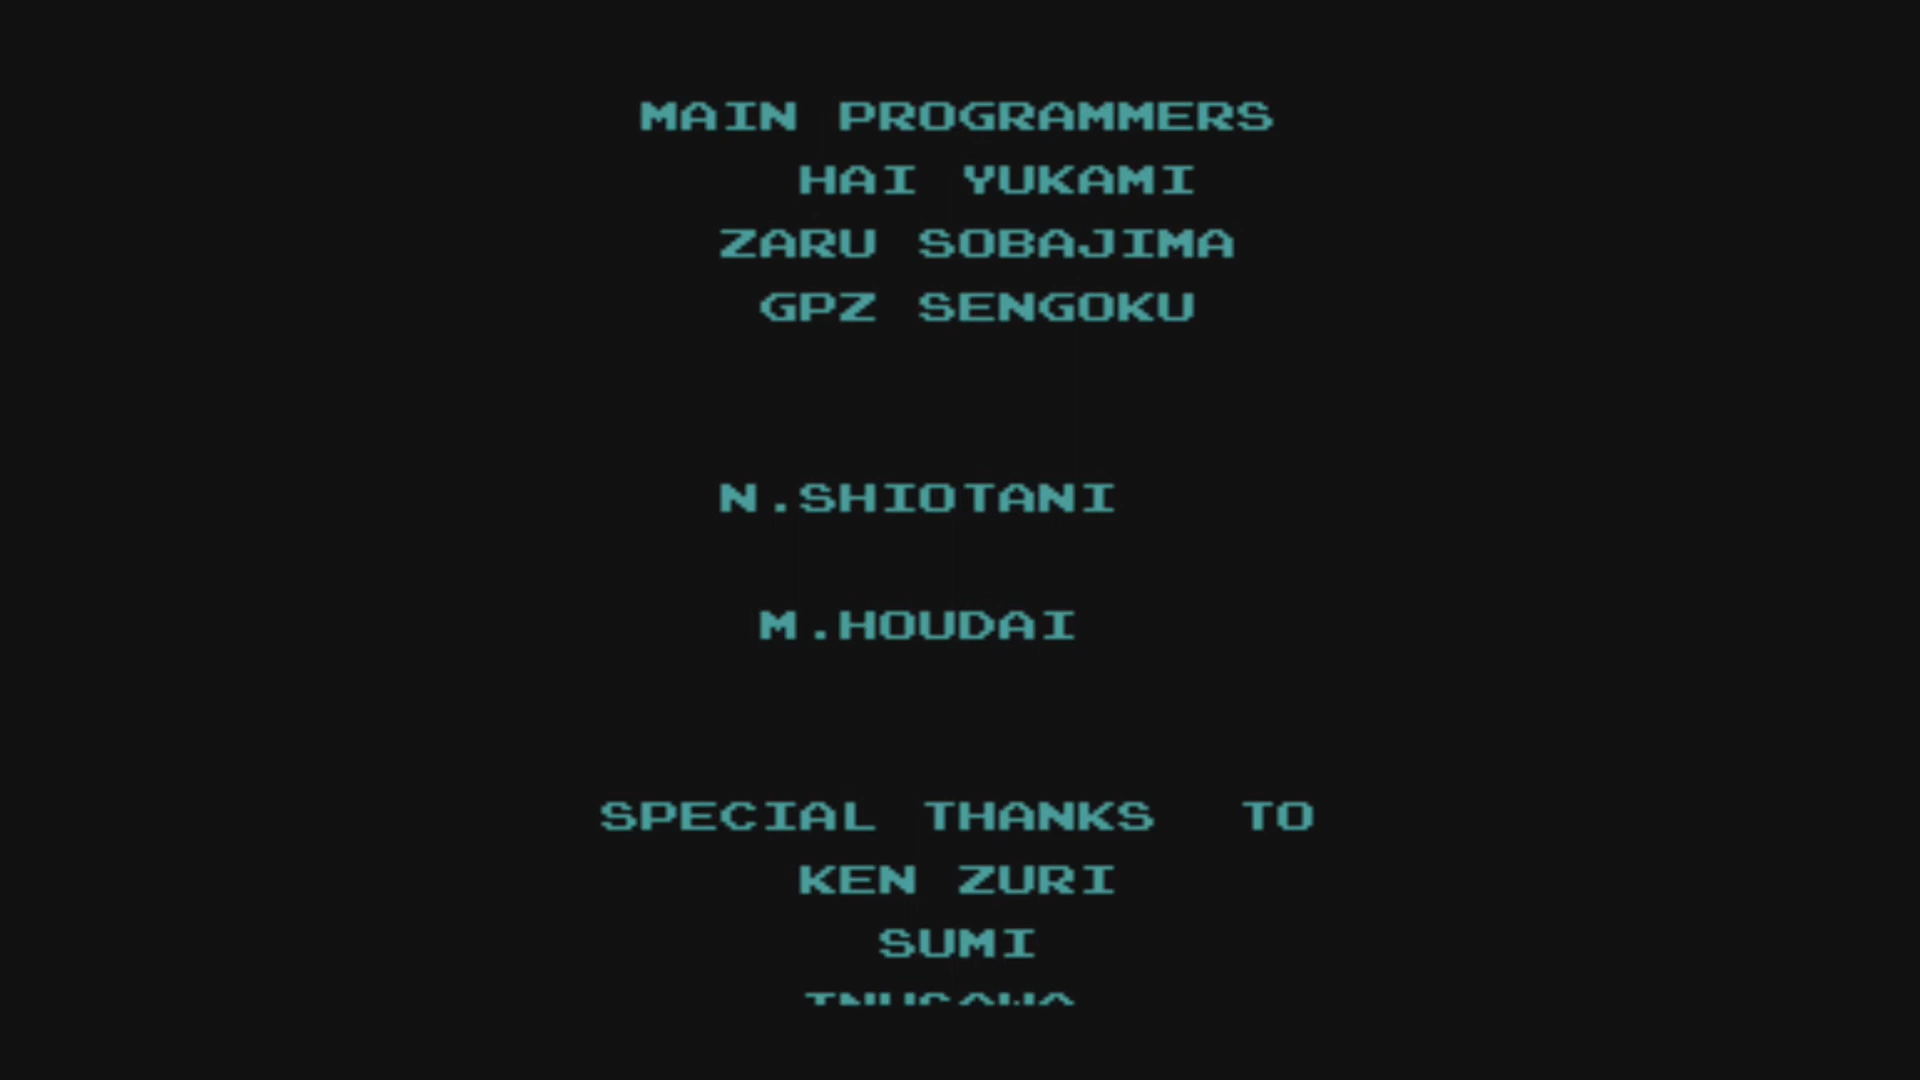 MAIN PROGRAMMERS
HAI YUKAMI
ZARU SOBAJIMA
GPZ SENGOKU
N.SHIOTANI
M.HOUDAI
SPECIAL THANKS  TO
KEN ZURI
SUMI